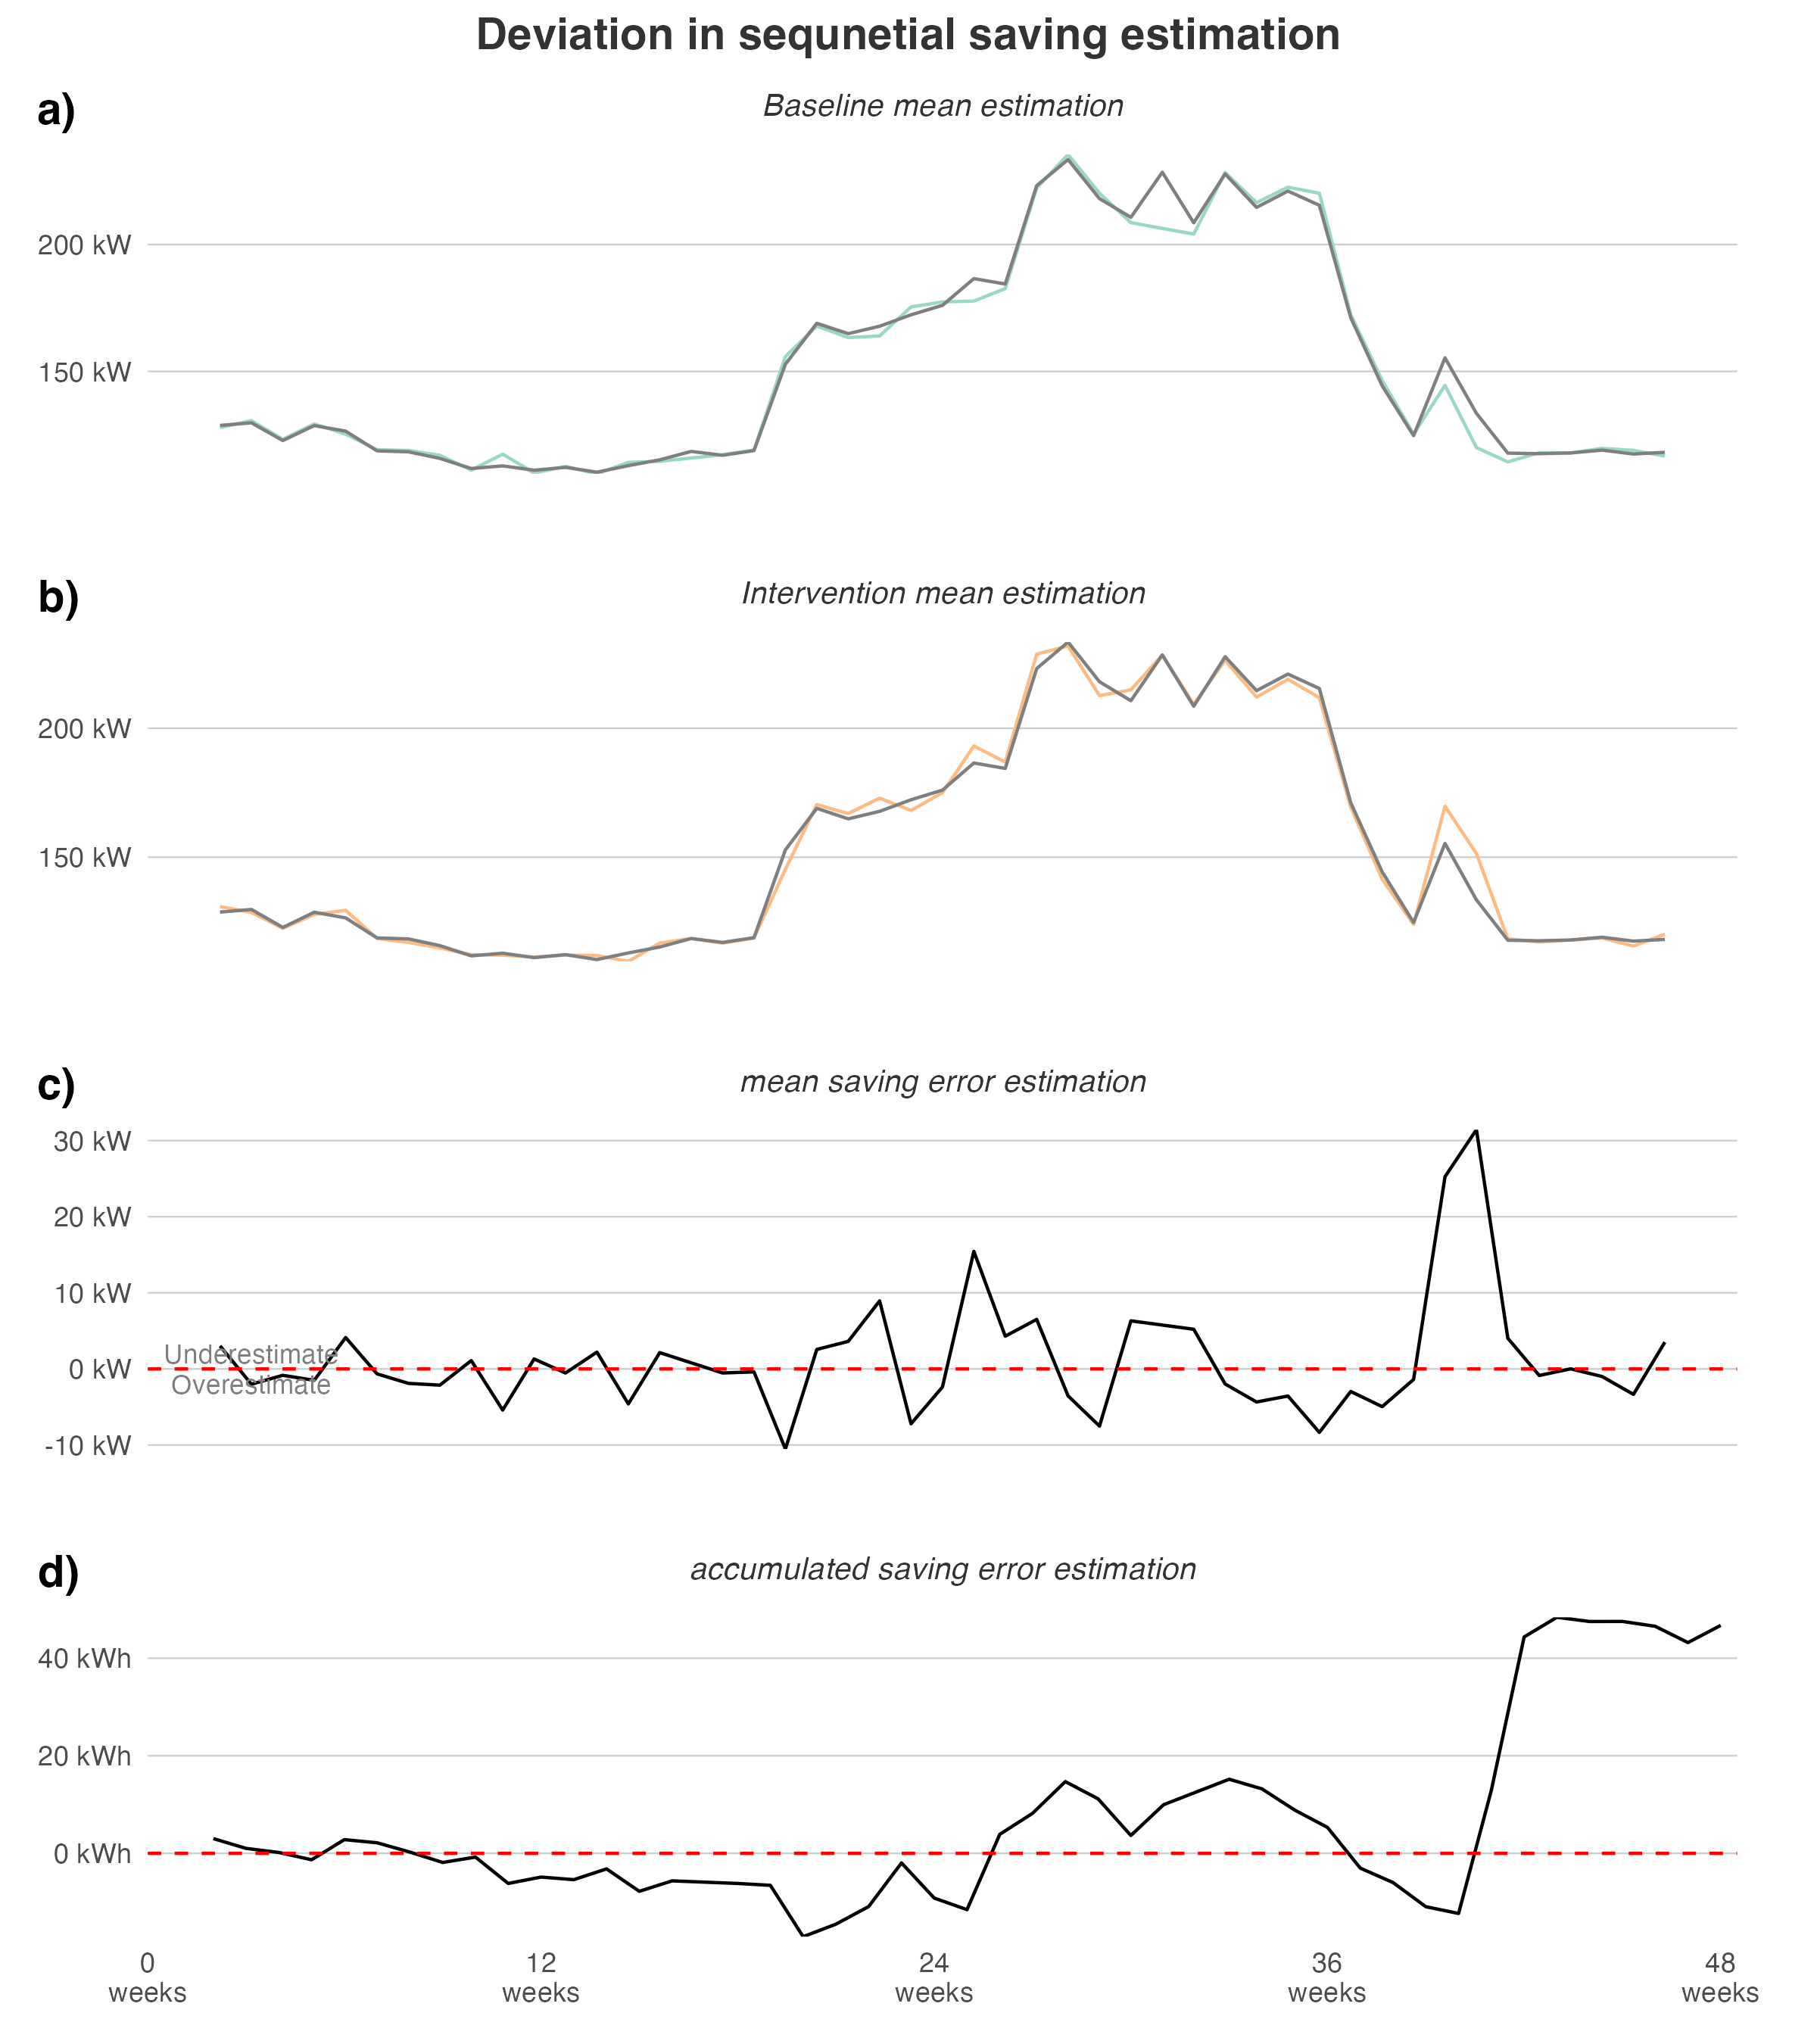 Deviation in sequnetial saving estimation
a)
Baseline mean estimation
200 kW
150 kW
b)
Intervention mean estimation
200 kW
150 kW
c)
mean saving error estimation
30 kW
20 kW
10 kW
Underestimate
0 kW
Overestimate
-10 kW
d)
accumulated saving error estimation
40 kWh
20 kWh
0 kWh
0 12 24 36 48
weeks weeks weeks weeks weeks